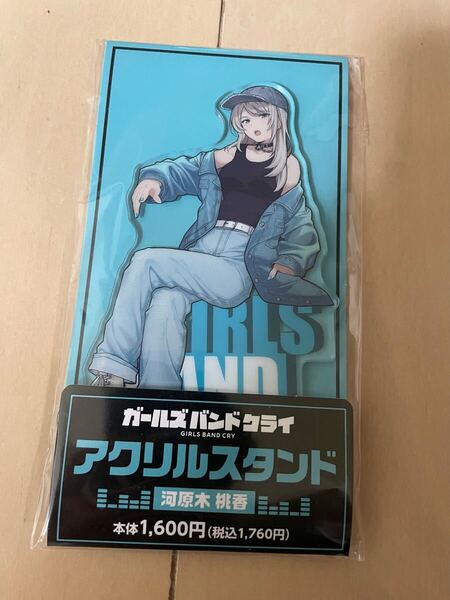 GIRLS
AND
ガールズバンドクライ
GIRLS BAND CRY
アクリルスタンド
河原木 桃香
本体1,600円(税込1,760円)